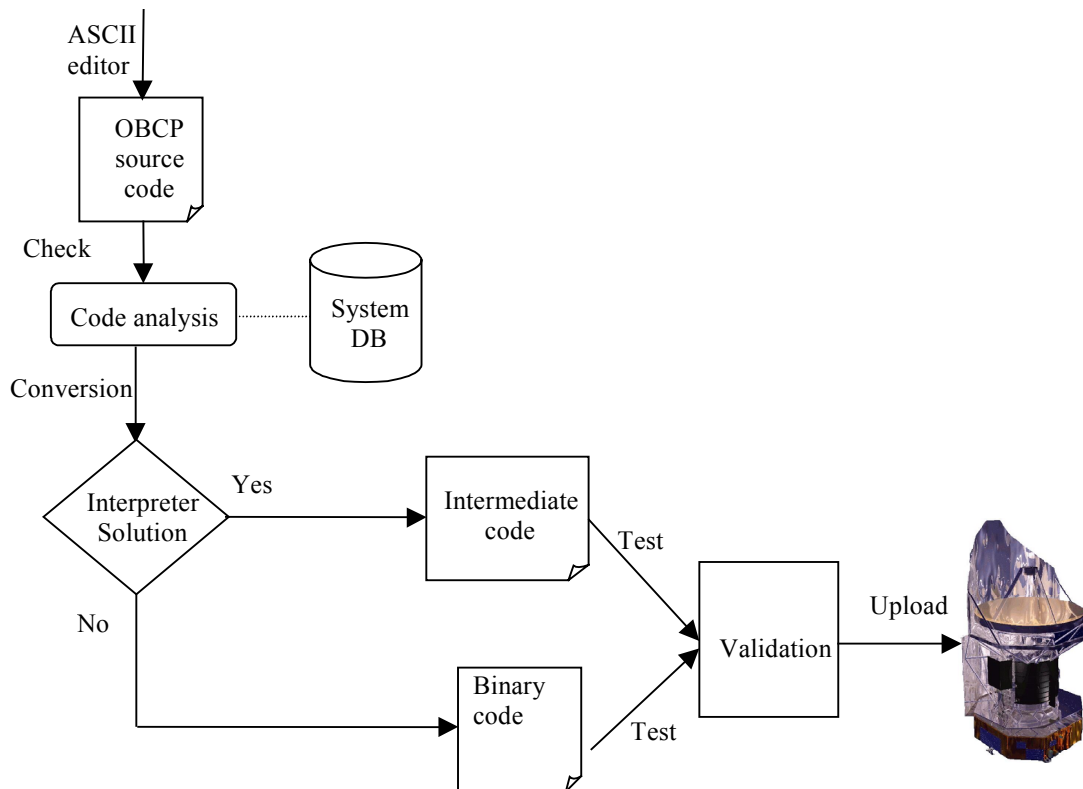 ASCII
editor
OBCP
source
code
Check
Code analysis
System
DB
Conversion
Interpreter
Solution
Yes
Intermediate
code
Test
No
Binary
code
Test
Validation
Upload